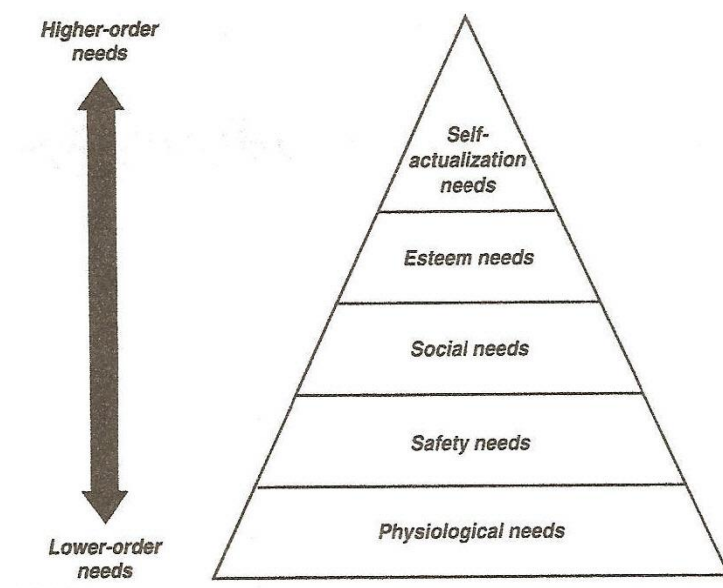 Higher-order
needs
Self-
actualization
needs
Esteem needs
Social needs
Safety needs
Physiological needs
Lower-order
needs